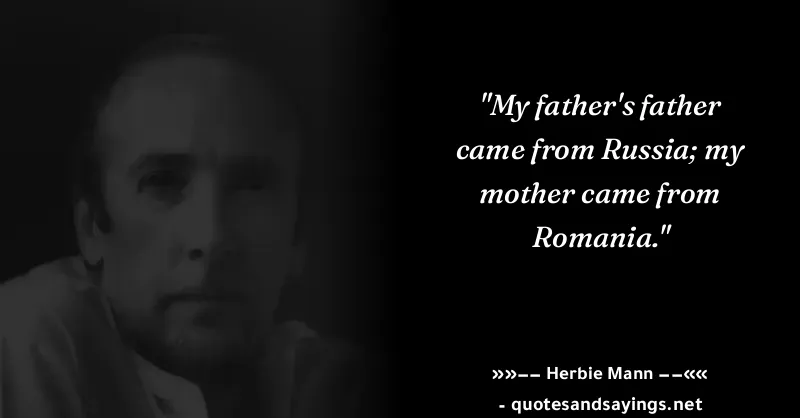 "My father's father
came from Russia; my
mother came from
Romania."
»»−− Herbie Mann −−««
- quotesandsayings.net